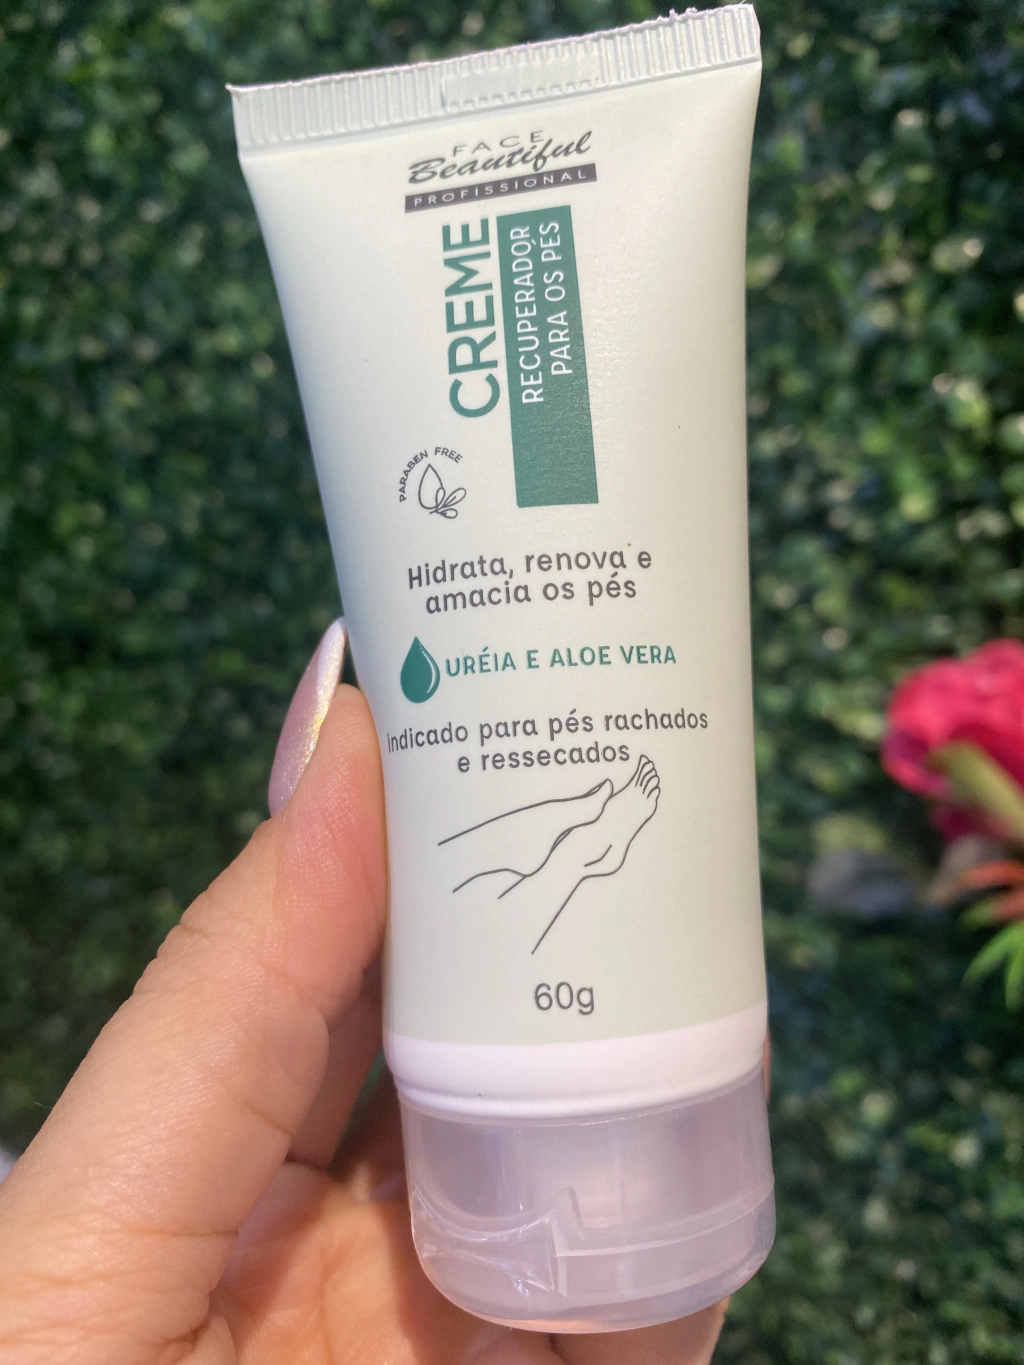 FACE
Beautiful
PROFISSIONAL
CREME
RECUPERADOR
PARA OS PÉS
PARABEN FREE
Hidrata, renova e
amacia os pés
URÉIA E ALOE VERA
indicado para pés rachados
e ressecados
60g